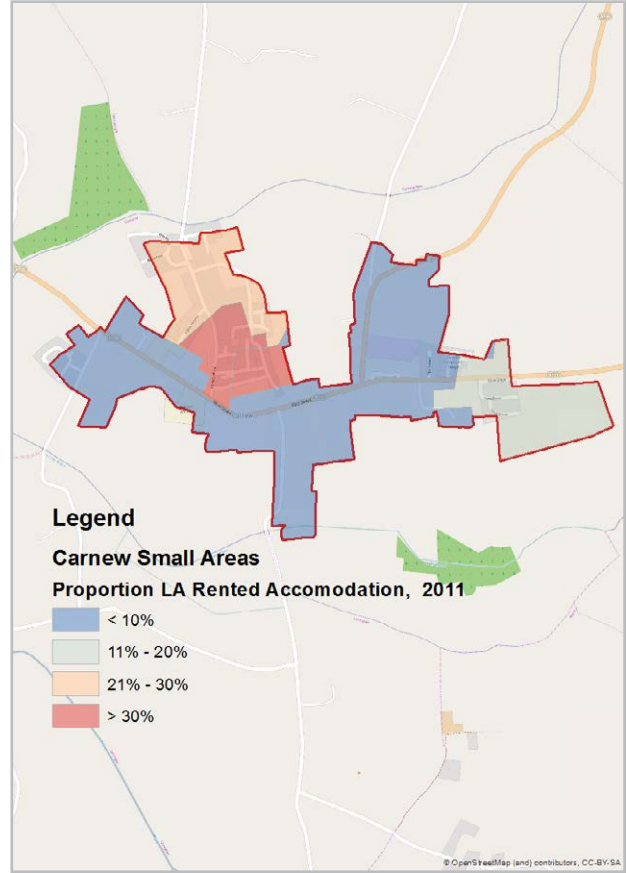 Legend
Carnew Small Areas
Proportion LA Rented Accomodation, 2011
< 10%
11% - 20%
21% - 30%
> 30%
© OpenStreetMap (and) contributors, CC-BY-SA